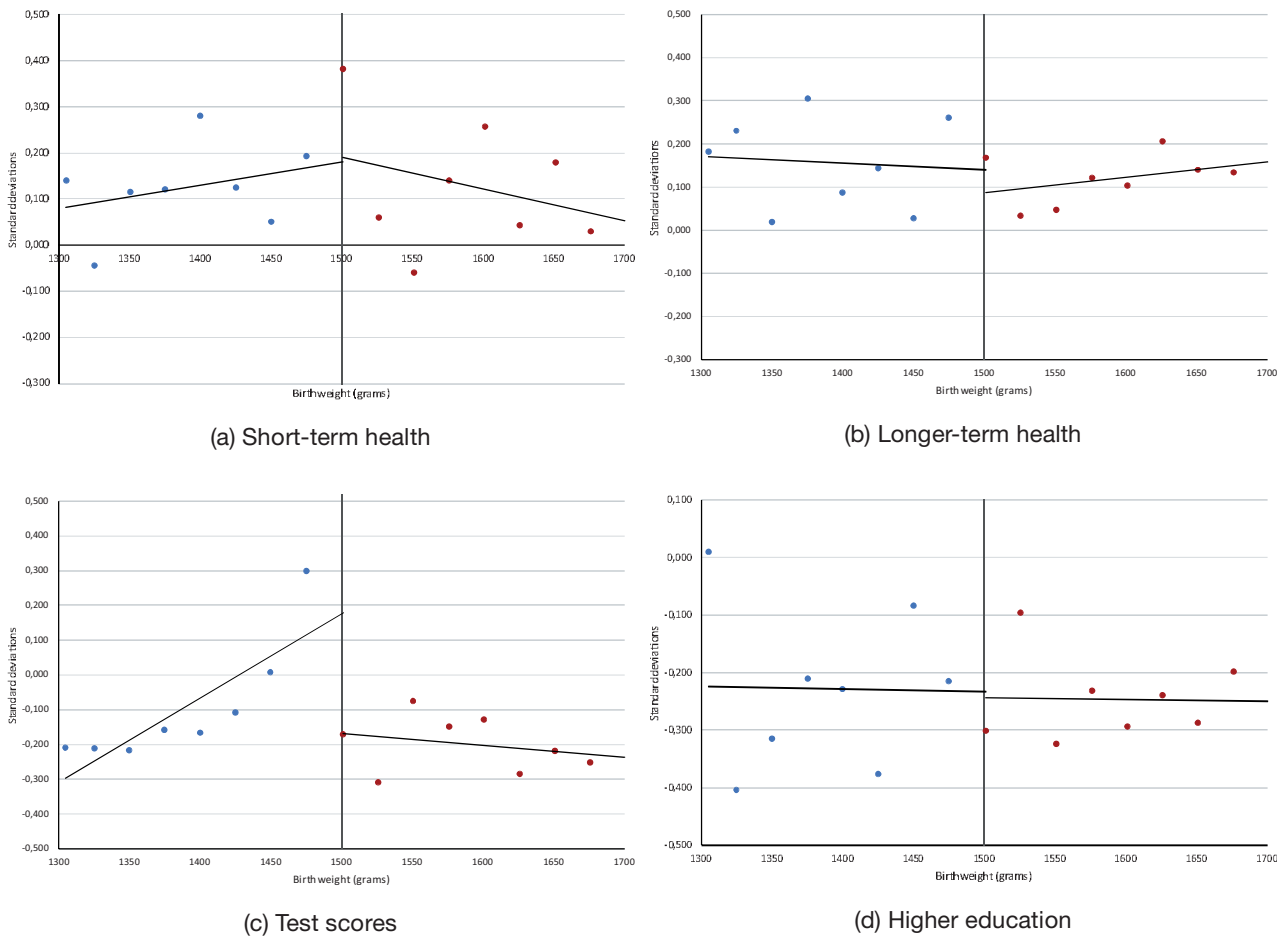 0,500
0,400
0,300
0,200
0,100
0,000
-0,100
-0,200
-0,300
Standard deviations
1300 1350 1400 1450 1500 1550 1600 1650 1700
Birthweight (grams)
(a) Short-term health
0,500
0,400
0,300
0,200
0,100
0,000
-0,100
-0,200
-0,300
Standard deviations
1300 1350 1400 1450 1500 1550 1600 1650 1700
Birthweight (grams)
(b) Longer-term health
0,500
0,400
0,300
0,200
0,100
0,000
-0,100
-0,200
-0,300
-0,400
-0,500
Standard deviations
1300 1350 1400 1450 1500 1550 1600 1650 1700
Birthweight (grams)
(c) Test scores
0,100
0,000
-0,100
-0,200
-0,300
-0,400
-0,500
Standard deviations
1300 1350 1400 1450 1500 1550 1600 1650 1700
Birthweight (grams)
(d) Higher education